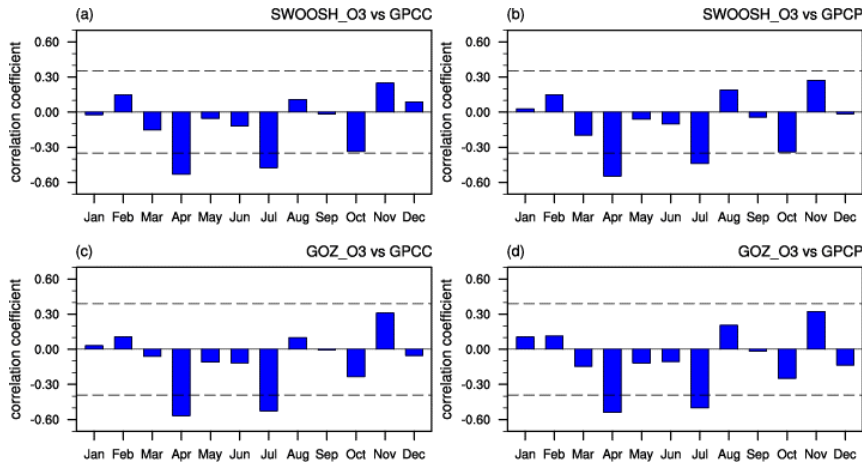 (a) SWOOSH_O3 vs GPCC
correlation coefficient
0.60
0.30
0.00
-0.30
-0.60
Jan Feb Mar Apr May Jun Jul Aug Sep Oct Nov Dec
(b) SWOOSH_O3 vs GPCP
correlation coefficient
0.60
0.30
0.00
-0.30
-0.60
Jan Feb Mar Apr May Jun Jul Aug Sep Oct Nov Dec
(c) GOZ_O3 vs GPCC
correlation coefficient
0.60
0.30
0.00
-0.30
-0.60
Jan Feb Mar Apr May Jun Jul Aug Sep Oct Nov Dec
(d) GOZ_O3 vs GPCP
correlation coefficient
0.60
0.30
0.00
-0.30
-0.60
Jan Feb Mar Apr May Jun Jul Aug Sep Oct Nov Dec